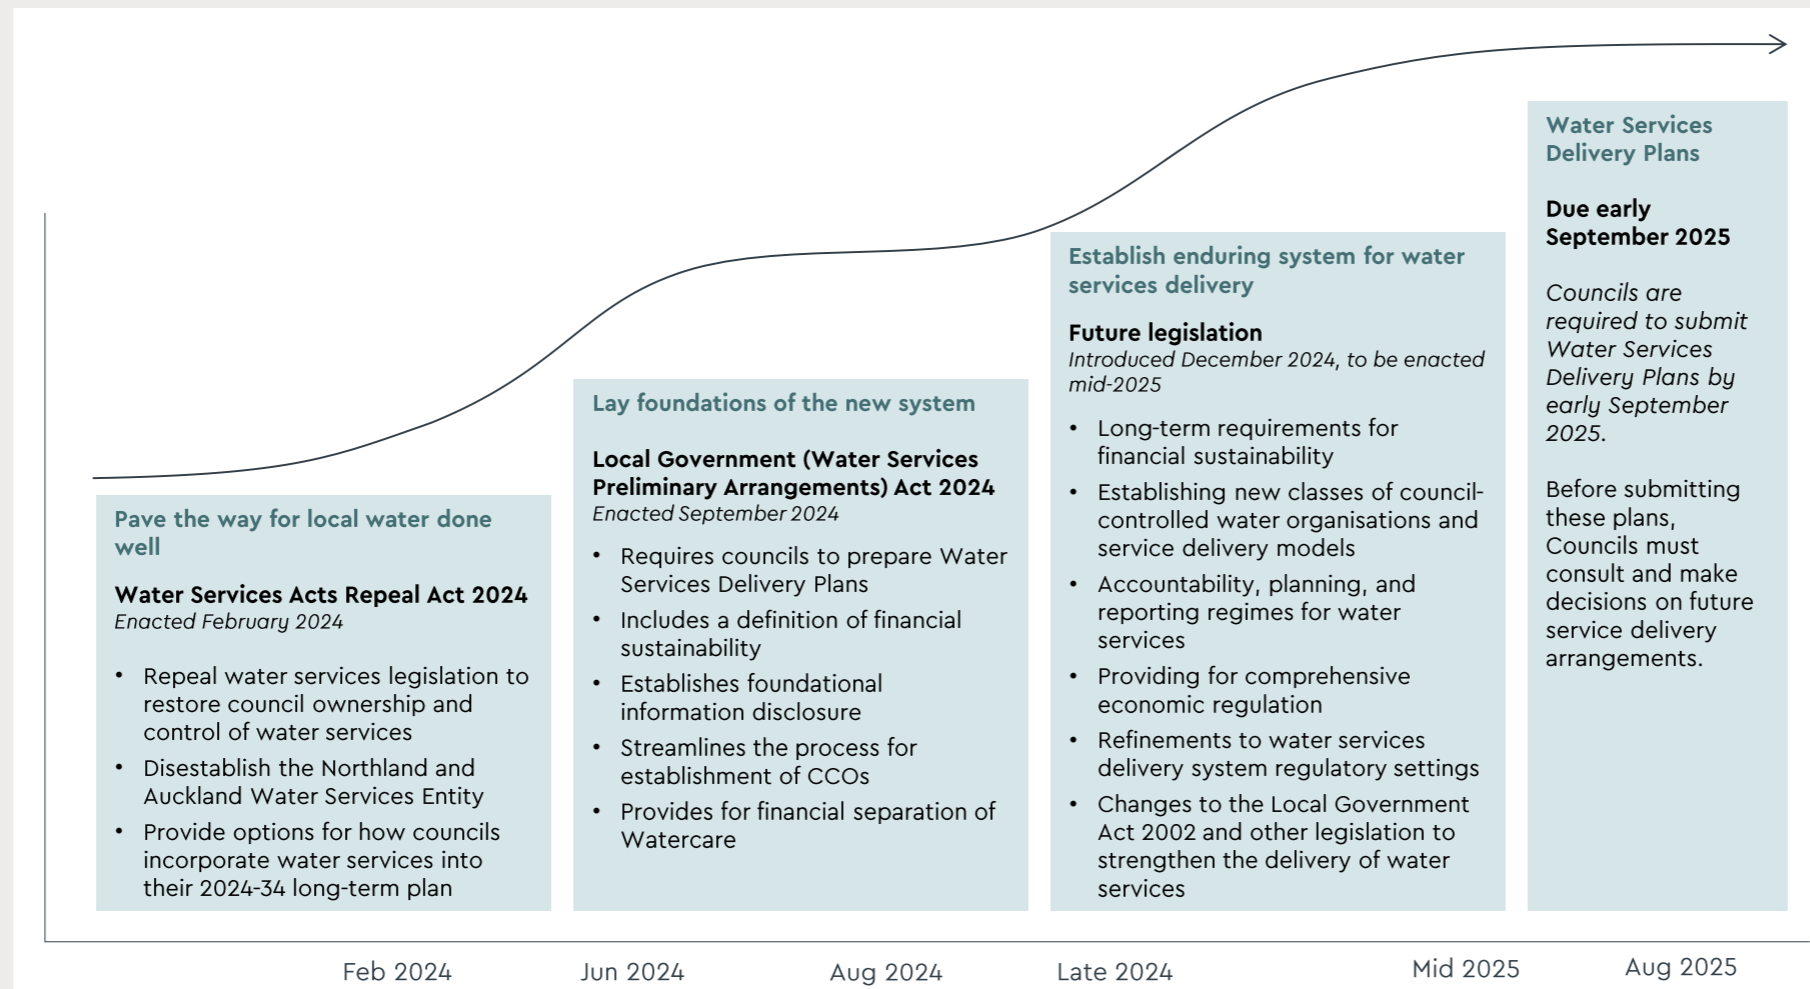 Pave the way for local water done
well
Water Services Acts Repeal Act 2024
Enacted February 2024
• Repeal water services legislation to
restore council ownership and
control of water services
• Disestablish the Northland and
Auckland Water Services Entity
• Provide options for how councils
incorporate water services into
their 2024-34 long-term plan
Lay foundations of the new system
Local Government (Water Services
Preliminary Arrangements) Act 2024
Enacted September 2024
• Requires councils to prepare Water
Services Delivery Plans
• Includes a definition of financial
sustainability
• Establishes foundational
information disclosure
• Streamlines the process for
establishment of CCOs
• Provides for financial separation of
Watercare
Establish enduring system for water
services delivery
Future legislation
Introduced December 2024, to be enacted
mid-2025
• Long-term requirements for
financial sustainability
• Establishing new classes of council-
controlled water organisations and
service delivery models
• Accountability, planning, and
reporting regimes for water
services
• Providing for comprehensive
economic regulation
• Refinements to water services
delivery system regulatory settings
• Changes to the Local Government
Act 2002 and other legislation to
strengthen the delivery of water
services
Water Services
Delivery Plans
Due early
September 2025
Councils are
required to submit
Water Services
Delivery Plans by
early September
2025.
Before submitting
these plans,
Councils must
consult and make
decisions on future
service delivery
arrangements.
Feb 2024
Jun 2024
Aug 2024
Late 2024
Mid 2025
Aug 2025